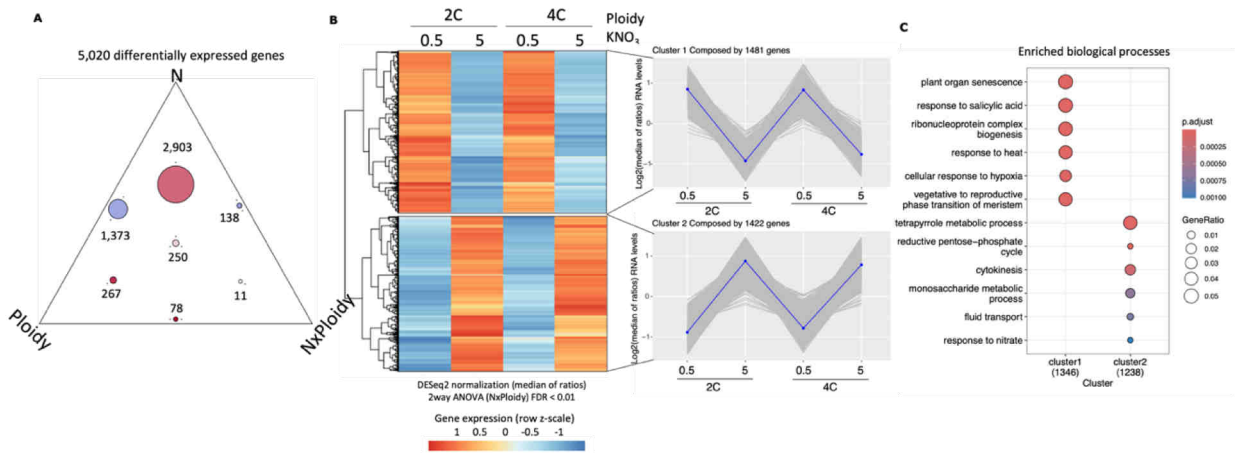 A
5,020 differentially expressed genes
N
2,903
1,373
138
250
267
11
78
Ploidy
NxPloidy
B
2C
4C
Ploidy
0.5
5
0.5
5
KNO3
DESeq2 normalization (median of ratios)
2way ANOVA (NxPloidy) FDR < 0.01
Gene expression (row z-scale)
1
0.5
0
-0.5
-1
Cluster 1 Composed by 1481 genes
Log2(median of ratios) RNA levels
1
0
-1
0.5
5
0.5
5
2C
4C
Cluster 2 Composed by 1422 genes
Log2(median of ratios) RNA levels
1
0
-1
0.5
5
0.5
5
2C
4C
C
Enriched biological processes
plant organ senescence
response to salicylic acid
ribonucleoprotein complex
biogenesis
response to heat
cellular response to hypoxia
vegetative to reproductive
phase transition of meristem
tetrapyrrole metabolic process
reductive pentose-phosphate
cycle
cytokinesis
monosaccharide metabolic
process
fluid transport
response to nitrate
cluster1
(1346)
cluster2
(1238)
Cluster
p.adjust
0.00025
0.00050
0.00075
0.00100
GeneRatio
0.01
0.02
0.03
0.04
0.05